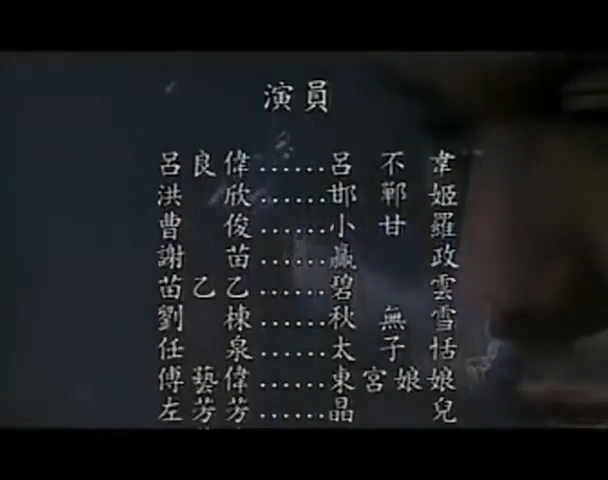 演員
呂良偉......呂不韋
洪欣......邯鄲姬
曹俊......小甘羅
謝苗......嬴政
苗乙乙......碧雲
劉棟......秋無雪
任泉......太子恬
傅藝偉......東宮娘娘
左芳芳......晶兒